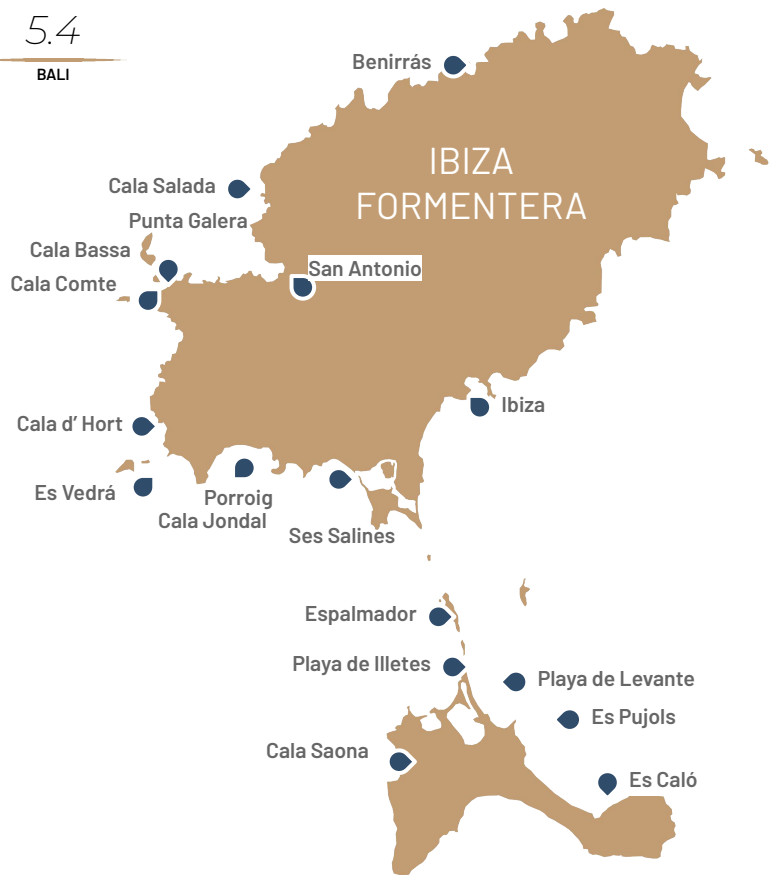 5.4
BALI
Benirrás
IBIZA
FORMENTERA
Cala Salada
Punta Galera
Cala Bassa
San Antonio
Cala Comte
Ibiza
Cala d’ Hort
Es Vedrá
Porroig
Cala Jondal
Ses Salines
Espalmador
Playa de Illetes
Playa de Levante
Es Pujols
Cala Saona
Es Caló